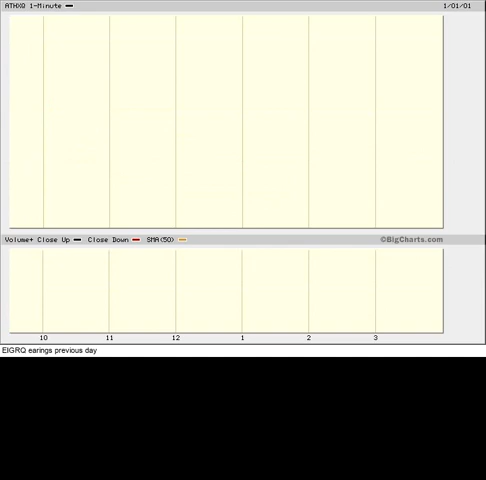 ATHXQ 1-Minute 1/01/01
Volume+ Close Up Close Down SMA(50) ©BigCharts.com
10 11 12 1 2 3
EIGRQ earings previous day